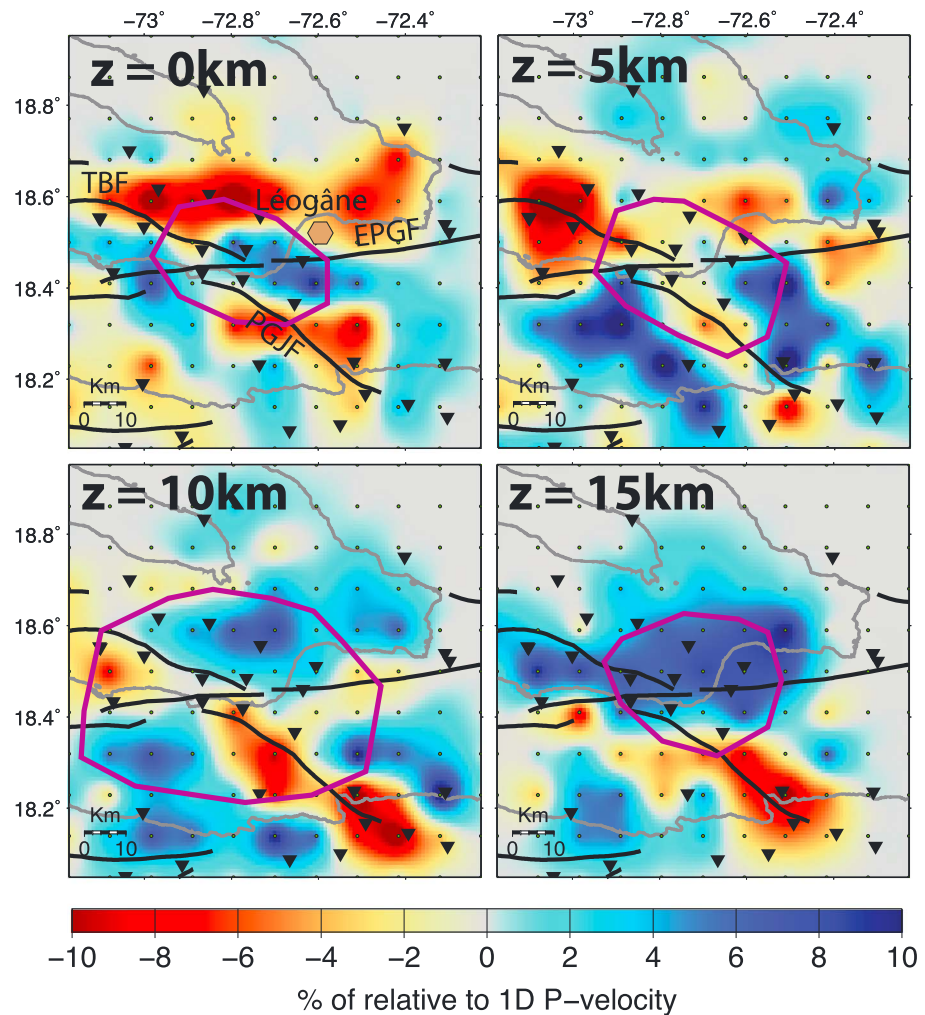 −73° −72.8° −72.6° −72.4° −73° −72.8° −72.6° −72.4°
z = 0km z = 5km
18.8°
TBF
18.6° Léogâne
EPGF
18.4°
PGJF
18.2°
Km Km
0 10 0 10
z = 10km z = 15km
18.8°
18.6°
18.4°
18.2°
Km Km
0 10 0 10
−10 −8 −6 −4 −2 0 2 4 6 8 10
% of relative to 1D P−velocity